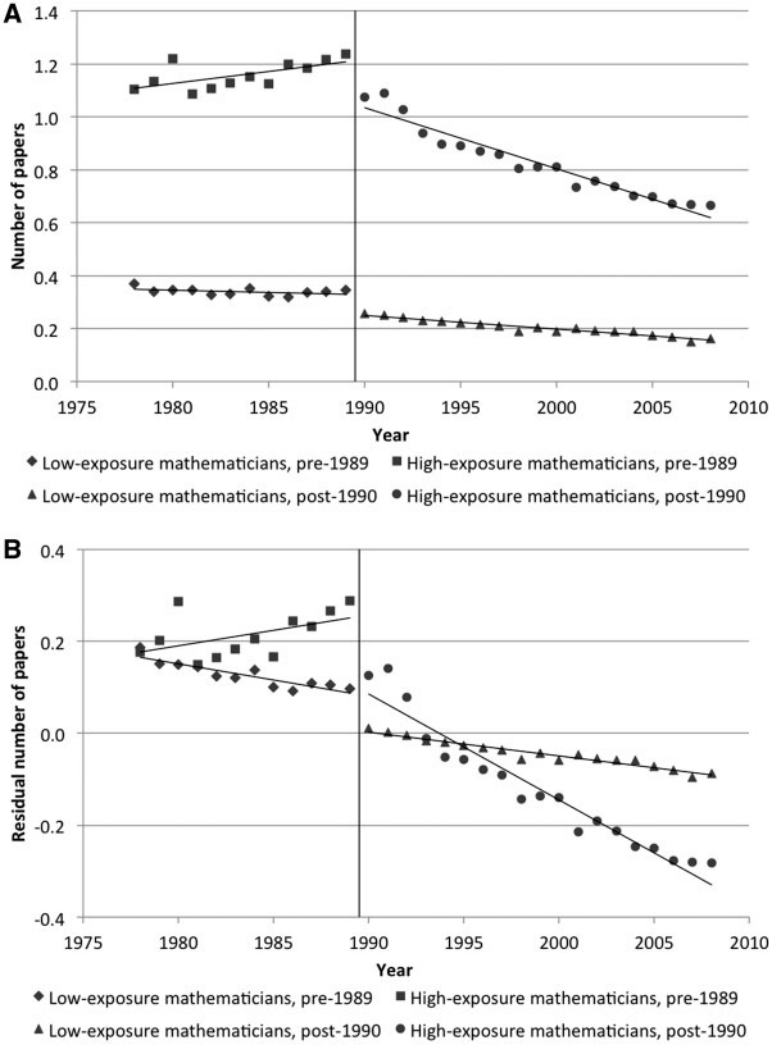 A
1.4
1.2
1.0
0.8
0.6
0.4
0.2
0.0
Number of papers
1975 1980 1985 1990 1995 2000 2005 2010
Year
Low-exposure mathematicians, pre-1989 High-exposure mathematicians, pre-1989
Low-exposure mathematicians, post-1990 High-exposure mathematicians, post-1990
B
0.4
0.2
0.0
-0.2
-0.4
Residual number of papers
1975 1980 1985 1990 1995 2000 2005 2010
Year
Low-exposure mathematicians, pre-1989 High-exposure mathematicians, pre-1989
Low-exposure mathematicians, post-1990 High-exposure mathematicians, post-1990